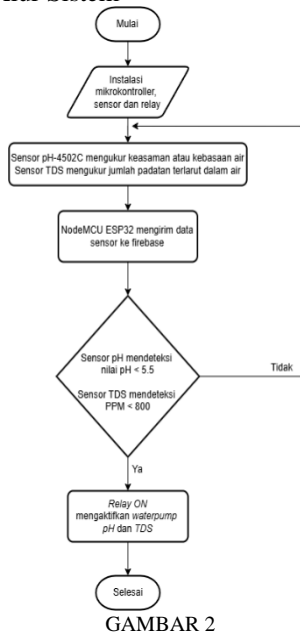 Mulai
Instalasi
mikrokontroller,
sensor dan relay
Sensor pH-4502C mengukur keasaman atau kebasaan air
Sensor TDS mengukur jumlah padatan terlarut dalam air
NodeMCU ESP32 mengirim data
sensor ke firebase
Sensor pH mendeteksi
nilai pH < 5.5
Sensor TDS mendeteksi
PPM < 800
Tidak
Ya
Relay ON
mengaktifkan waterpump
pH dan TDS
Selesai
GAMBAR 2